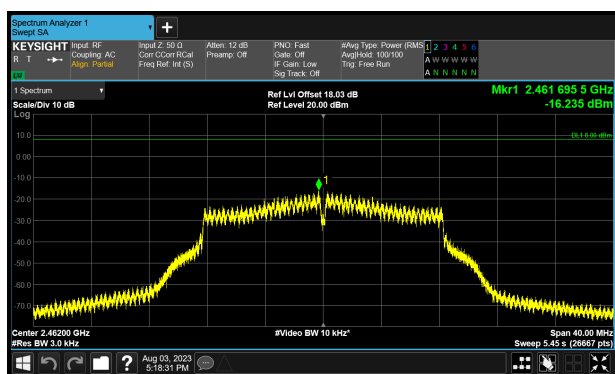 Spectrum Analyzer 1
Swept SA
KEYSIGHT
R T
Input: RF
Coupling: AC
Align: Partial
Input Z: 50 Ω
Corr CCorr RCal
Freq Ref: Int (S)
Atten: 12 dB
Preamp: Off
PNO: Fast
Gate: Off
IF Gain: Low
Sig Track: Off
#Avg Type: Power (RMS
Avg|Hold: 100/100
Trig: Free Run
1 2 3 4 5 6
A W W W W W
A N N N N N
1 Spectrum
Scale/Div 10 dB
Ref Lvl Offset 18.03 dB
Ref Level 20.00 dBm
Mkr1 2.461 695 5 GHz
-16.235 dBm
Log
10.0
0.00
-10.0
-20.0
-30.0
-40.0
-50.0
-60.0
-70.0
DL1 8.00 dBm
1
Center 2.46200 GHz
#Res BW 3.0 kHz
#Video BW 10 kHz*
Span 40.00 MHz
Sweep 5.45 s (26667 pts)
?
Aug 03, 2023
5:18:31 PM